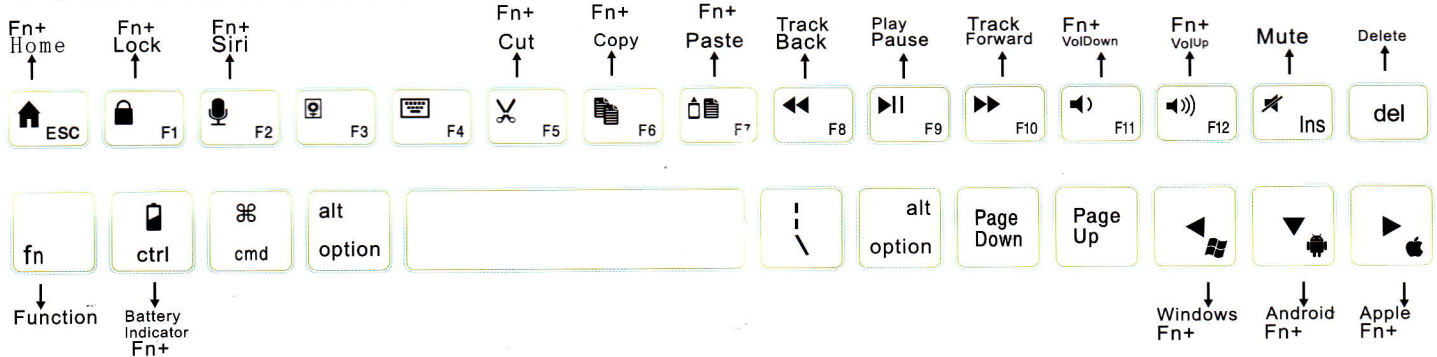 Fn+
Home
Fn+
Lock
Fn+
Siri
Fn+
Cut
Fn+
Copy
Fn+
Paste
Track
Back
Play
Pause
Track
Forward
Fn+
VolDown
Fn+
VolUp
Mute
Delete
ESC
F1
F2
F3
F4
F5
F6
F7
F8
F9
F10
F11
F12
Ins
del
fn
ctrl
⌘
cmd
alt
option
¦
\
alt
option
Page
Down
Page
Up
Function
Battery
Indicator
Fn+
Windows
Fn+
Android
Fn+
Apple
Fn+